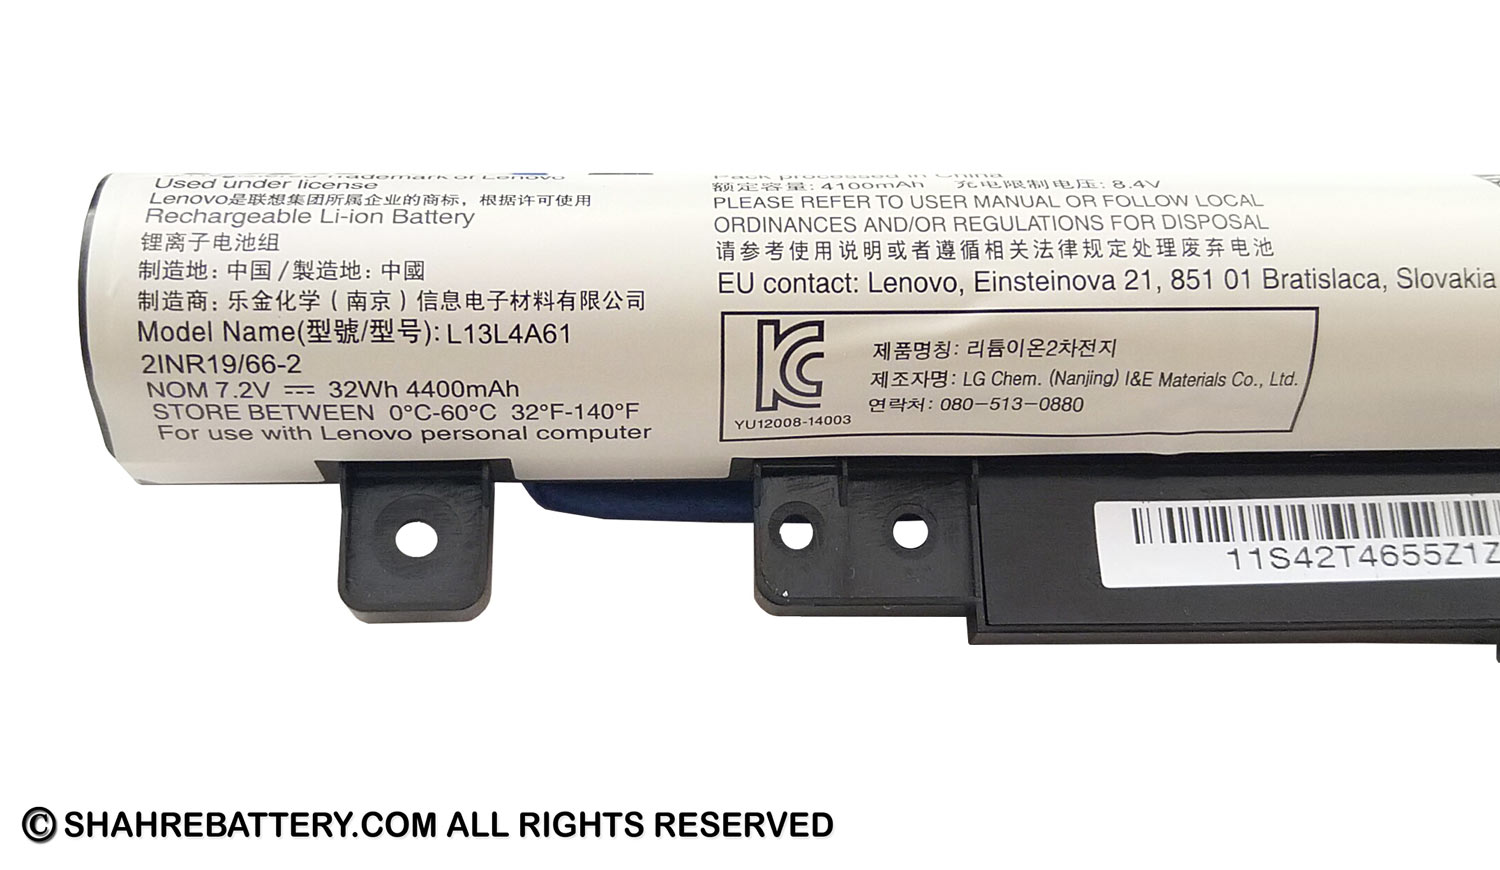 Registered Trademark of Lenovo
Used under license
Lenovo是联想集团所属企业的商标，根据许可使用
Rechargeable Li-ion Battery
锂离子电池组
制造地: 中国/製造地: 中國
制造商: 乐金化学(南京)信息电子材料有限公司
Model Name(型號/型号): L13L4A61
2INR19/66-2
NOM 7.2V ⎓ 32Wh 4400mAh
STORE BETWEEN 0°C-60°C 32°F-140°F
For use with Lenovo personal computer
Pack processed in China
额定容量: 4100mAh 充电限制电压: 8.4V
PLEASE REFER TO USER MANUAL OR FOLLOW LOCAL
ORDINANCES AND/OR REGULATIONS FOR DISPOSAL
请参考使用说明或者遵循相关法律规定处理废弃电池
EU contact: Lenovo, Einsteinova 21, 851 01 Bratislaca, Slovakia
KC
YU12008-14003
제품명칭: 리튬이온2차전지
제조자명: LG Chem. (Nanjing) I&E Materials Co., Ltd.
연락처: 080-513-0880
11S42T4655Z1Z
© SHAHREBATTERY.COM ALL RIGHTS RESERVED